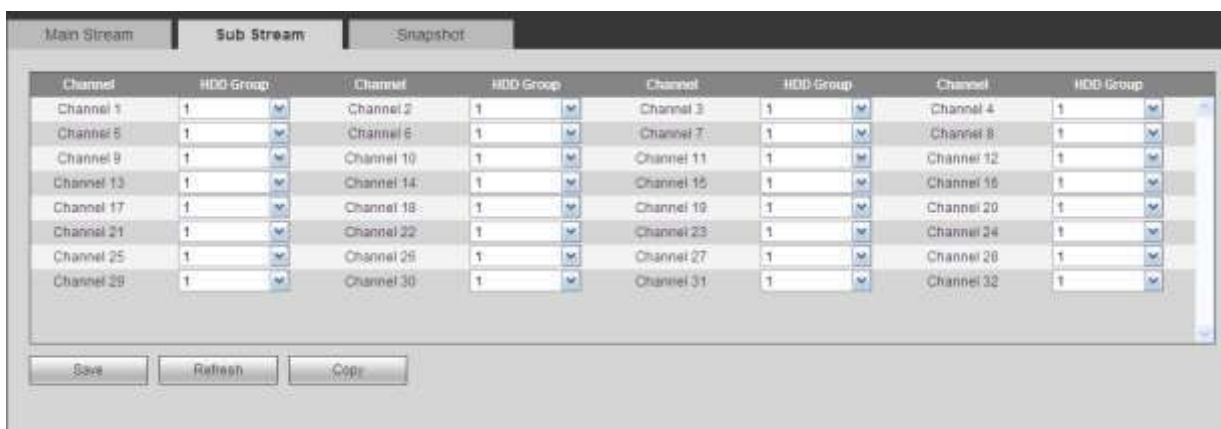 Main Stream Sub Stream Snapshot
Channel HDD Group Channel HDD Group Channel HDD Group Channel HDD Group
Channel 1 1 Channel 2 1 Channel 3 1 Channel 4 1
Channel 5 1 Channel 6 1 Channel 7 1 Channel 8 1
Channel 9 1 Channel 10 1 Channel 11 1 Channel 12 1
Channel 13 1 Channel 14 1 Channel 15 1 Channel 16 1
Channel 17 1 Channel 18 1 Channel 19 1 Channel 20 1
Channel 21 1 Channel 22 1 Channel 23 1 Channel 24 1
Channel 25 1 Channel 26 1 Channel 27 1 Channel 28 1
Channel 29 1 Channel 30 1 Channel 31 1 Channel 32 1
Save Refresh Copy